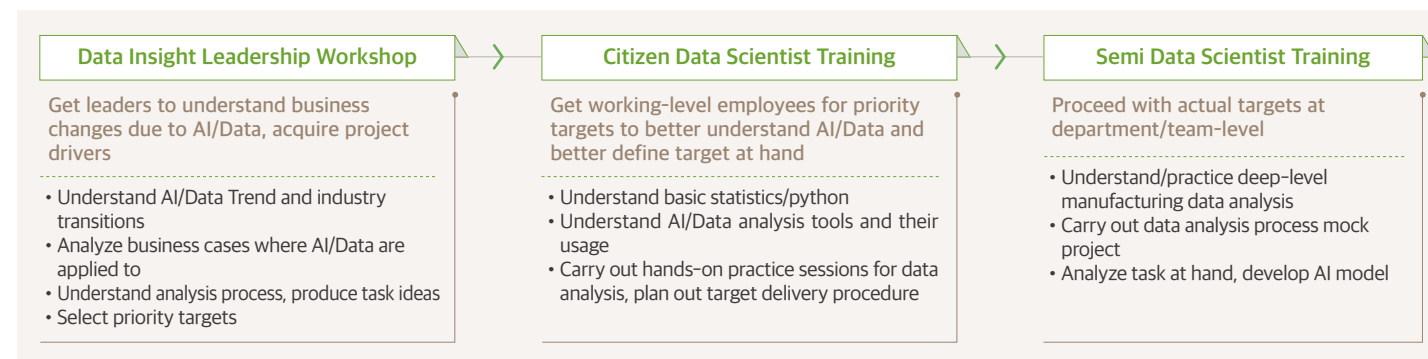 Data Insight Leadership Workshop
Get leaders to understand business
changes due to AI/Data, acquire project
drivers
• Understand AI/Data Trend and industry
transitions
• Analyze business cases where AI/Data are
applied to
• Understand analysis process, produce task ideas
• Select priority targets
Citizen Data Scientist Training
Get working-level employees for priority
targets to better understand AI/Data and
better define target at hand
• Understand basic statistics/python
• Understand AI/Data analysis tools and their
usage
• Carry out hands-on practice sessions for data
analysis, plan out target delivery procedure
Semi Data Scientist Training
Proceed with actual targets at
department/team-level
• Understand/practice deep-level
manufacturing data analysis
• Carry out data analysis process mock
project
• Analyze task at hand, develop AI model